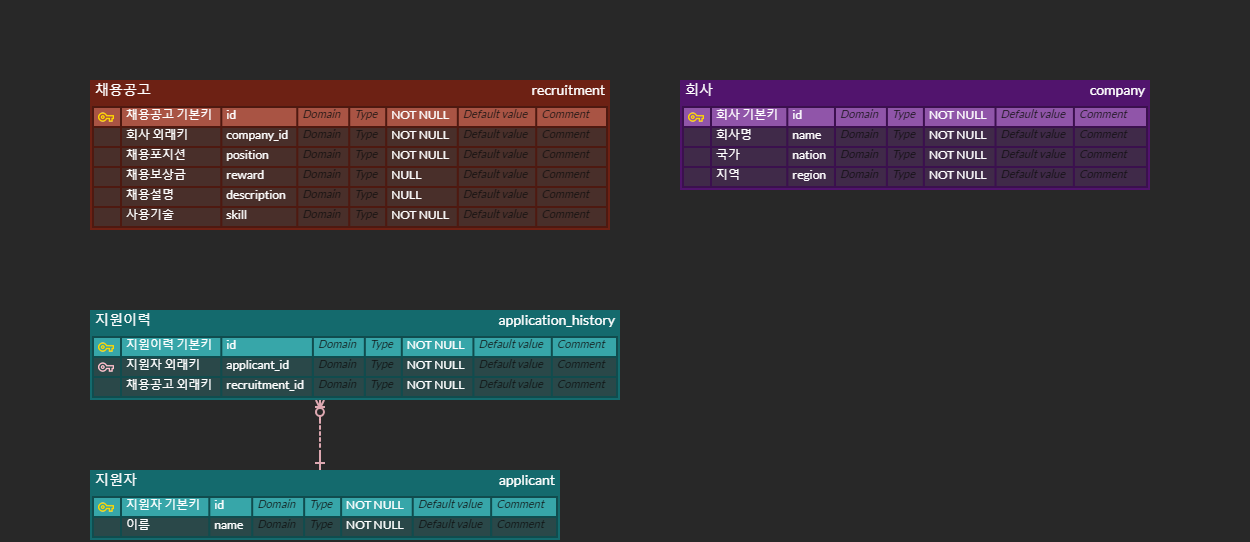 채용공고 recruitment
채용공고 기본키 id Domain Type NOT NULL Default value Comment
회사 외래키 company_id Domain Type NOT NULL Default value Comment
채용포지션 position Domain Type NOT NULL Default value Comment
채용보상금 reward Domain Type NULL Default value Comment
채용설명 description Domain Type NULL Default value Comment
사용기술 skill Domain Type NOT NULL Default value Comment
회사 company
회사 기본키 id Domain Type NOT NULL Default value Comment
회사명 name Domain Type NOT NULL Default value Comment
국가 nation Domain Type NOT NULL Default value Comment
지역 region Domain Type NOT NULL Default value Comment
지원이력 application_history
지원이력 기본키 id Domain Type NOT NULL Default value Comment
지원자 외래키 applicant_id Domain Type NOT NULL Default value Comment
채용공고 외래키 recruitment_id Domain Type NOT NULL Default value Comment
지원자 applicant
지원자 기본키 id Domain Type NOT NULL Default value Comment
이름 name Domain Type NOT NULL Default value Comment